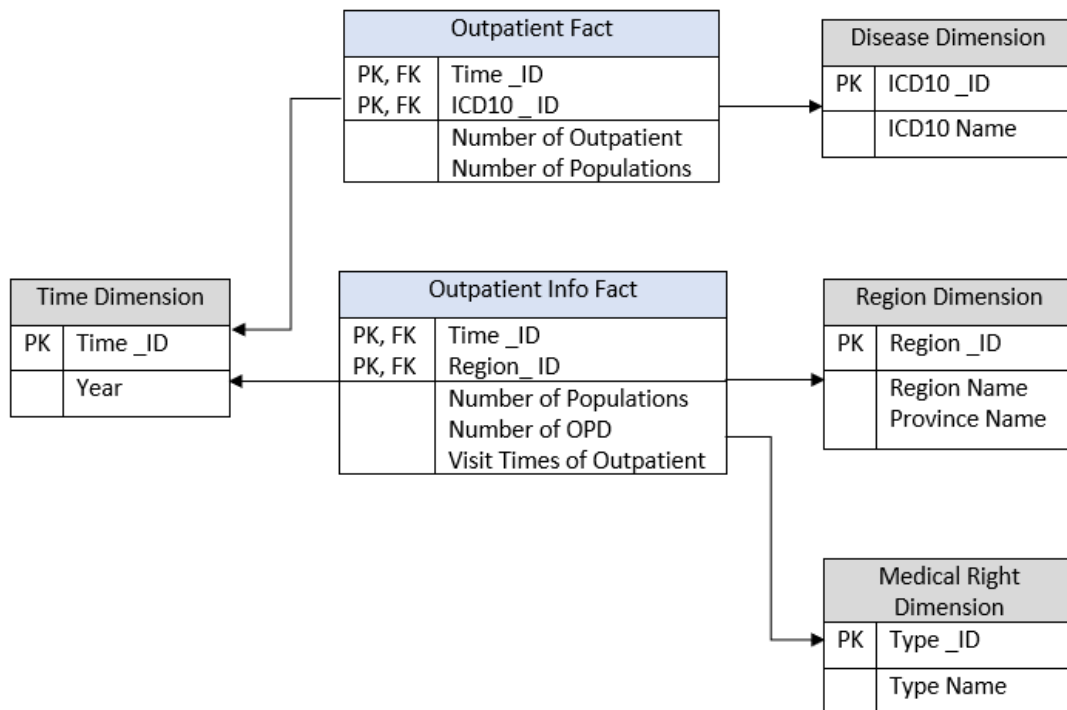 Outpatient Fact
PK, FK Time _ID
PK, FK ICD10 _ ID
Number of Outpatient
Number of Populations
Disease Dimension
PK ICD10 _ID
ICD10 Name
Time Dimension
PK Time _ID
Year
Outpatient Info Fact
PK, FK Time _ID
PK, FK Region_ ID
Number of Populations
Number of OPD
Visit Times of Outpatient
Region Dimension
PK Region _ID
Region Name
Province Name
Medical Right
Dimension
PK Type _ID
Type Name